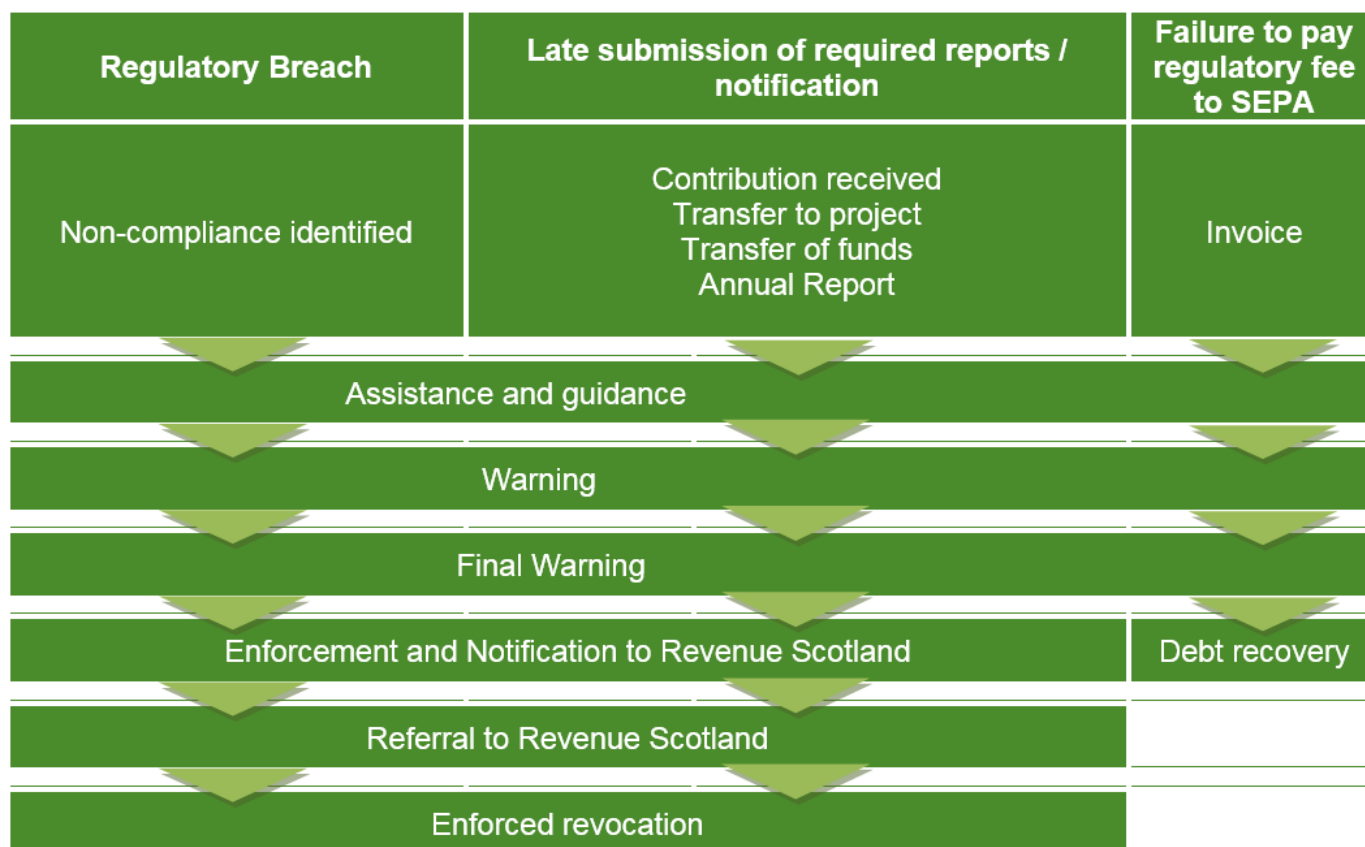 Regulatory Breach
Late submission of required reports /
notification
Failure to pay
regulatory fee
to SEPA
Non-compliance identified
Contribution received
Transfer to project
Transfer of funds
Annual Report
Invoice
Assistance and guidance
Warning
Final Warning
Enforcement and Notification to Revenue Scotland
Debt recovery
Referral to Revenue Scotland
Enforced revocation